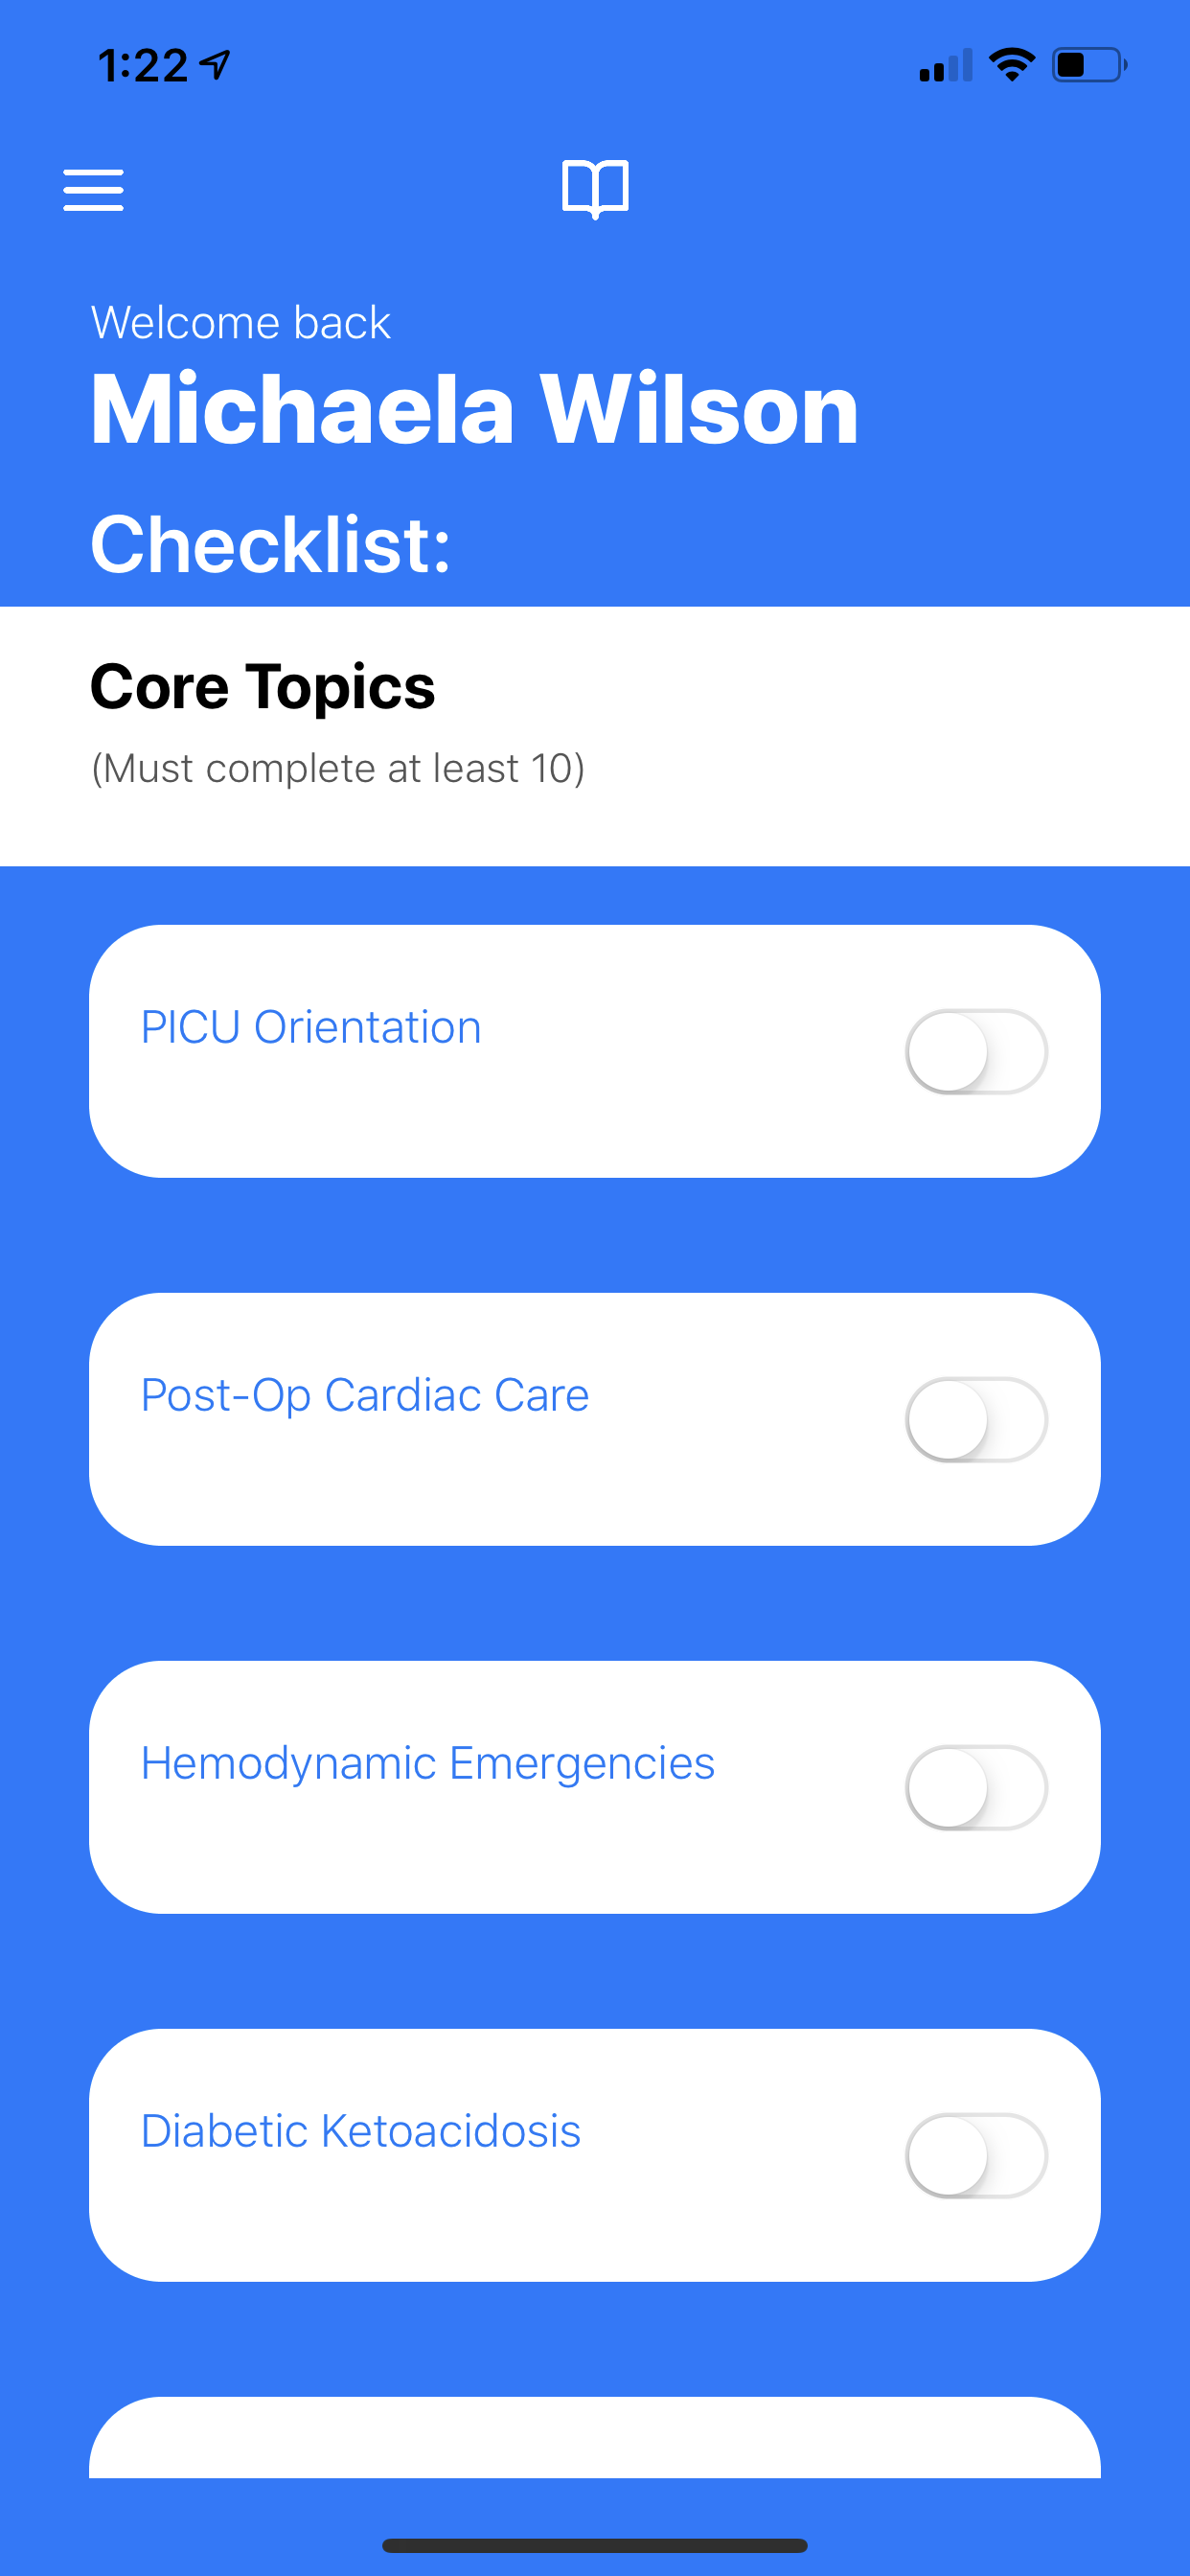 1:22
Welcome back
Michaela Wilson
Checklist:
Core Topics
(Must complete at least 10)
PICU Orientation
Post-Op Cardiac Care
Hemodynamic Emergencies
Diabetic Ketoacidosis